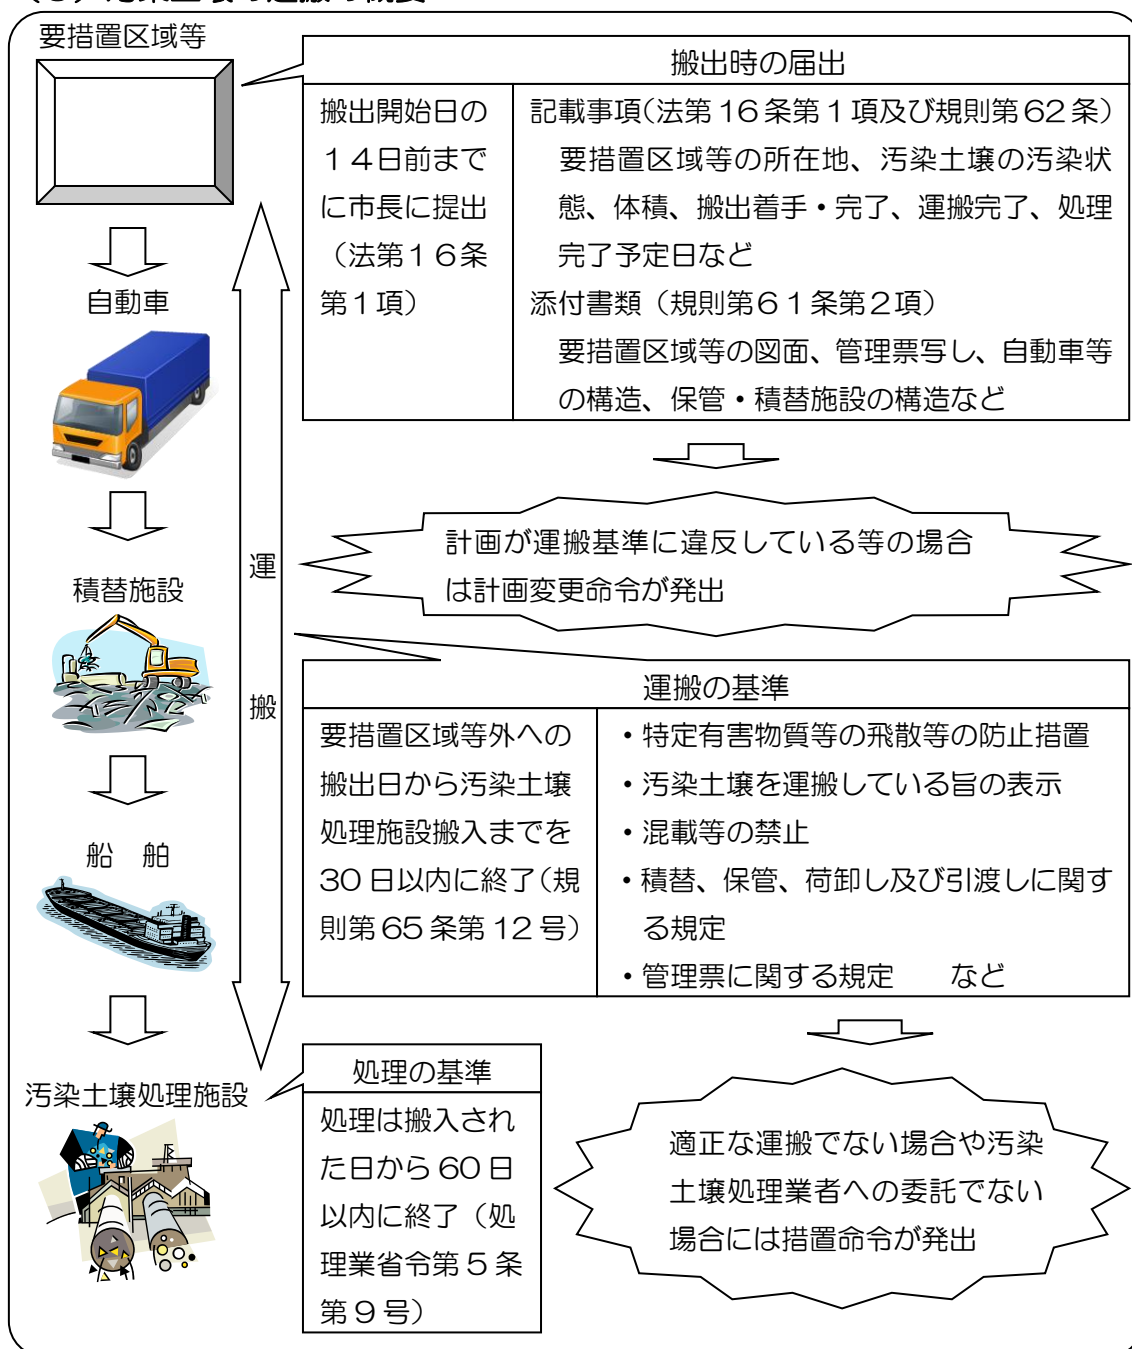 要措置区域等
搬出時の届出
搬出開始日の
１４日前まで
に市長に提出
（法第１６条
第１項）
記載事項（法第16条第１項及び規則第62条）
要措置区域等の所在地、汚染土壌の汚染状
態、体積、搬出着手・完了、運搬完了、処理
完了予定日など
添付書類（規則第６１条第２項）
要措置区域等の図面、管理票写し、自動車等
の構造、保管・積替施設の構造など
自動車
計画が運搬基準に違反している等の場合
は計画変更命令が発出
運
搬
積替施設
運搬の基準
要措置区域等外への
搬出日から汚染土壌
処理施設搬入までを
30日以内に終了（規
則第65条第12号）
・特定有害物質等の飛散等の防止措置
・汚染土壌を運搬している旨の表示
・混載等の禁止
・積替、保管、荷卸し及び引渡しに関す
る規定
・管理票に関する規定　　など
船　舶
汚染土壌処理施設
処理の基準
処理は搬入され
た日から60日
以内に終了（処
理業省令第５条
第９号）
適正な運搬でない場合や汚染
土壌処理業者への委託でない
場合には措置命令が発出